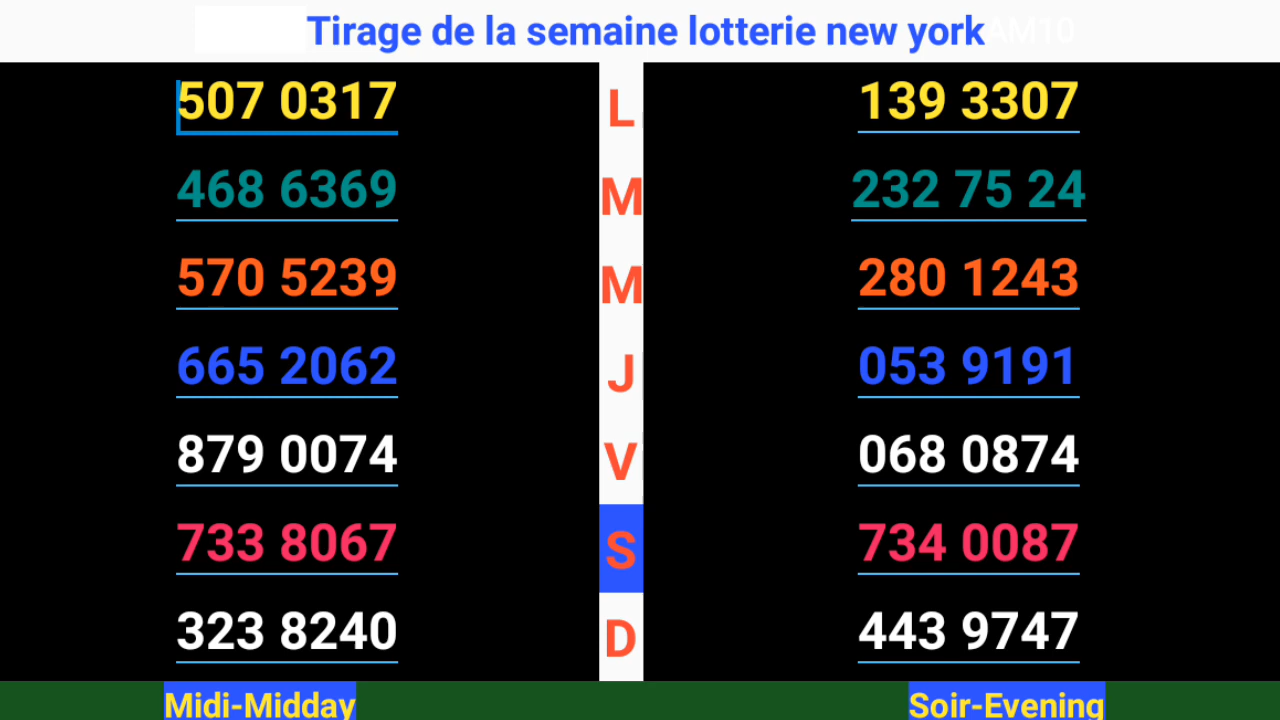 Tirage de la semaine lotterie new york AM10
507 0317 L 139 3307
468 6369 M 232 75 24
570 5239 M 280 1243
665 2062 J 053 9191
879 0074 V 068 0874
733 8067 S 734 0087
323 8240 D 443 9747
Midi-Midday Soir-Evening